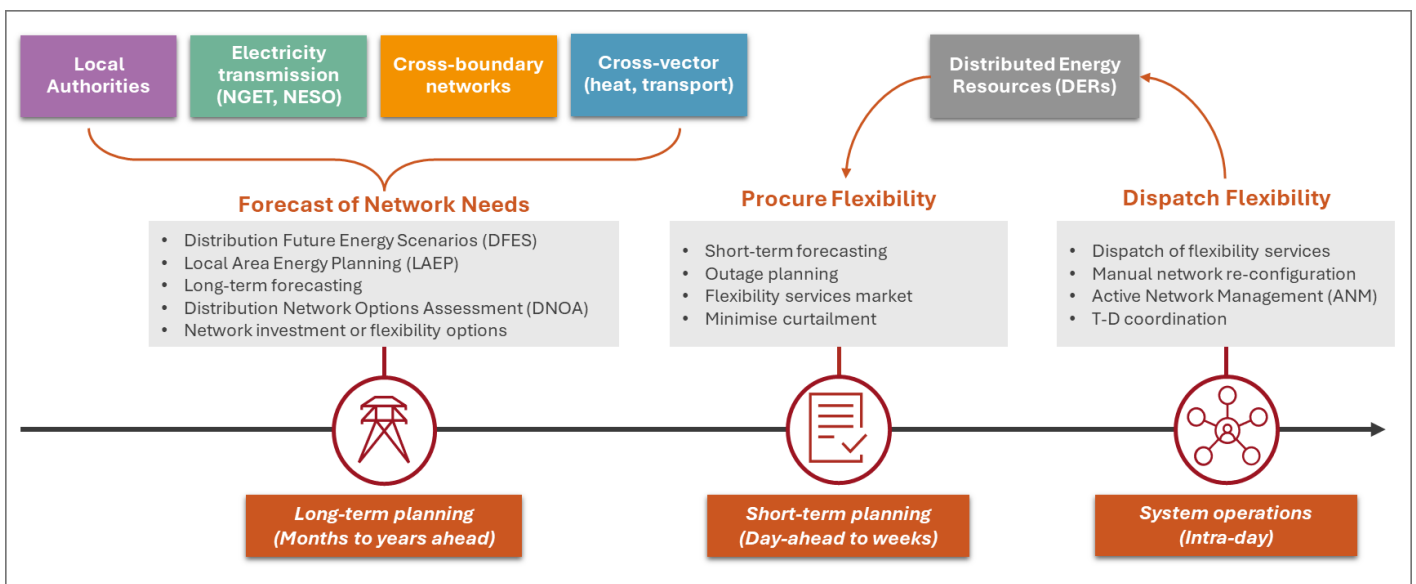 Local
Authorities
Electricity
transmission
(NGET, NESO)
Cross-boundary
networks
Cross-vector
(heat, transport)
Distributed Energy
Resources (DERs)
Forecast of Network Needs
• Distribution Future Energy Scenarios (DFES)
• Local Area Energy Planning (LAEP)
• Long-term forecasting
• Distribution Network Options Assessment (DNOA)
• Network investment or flexibility options
Procure Flexibility
• Short-term forecasting
• Outage planning
• Flexibility services market
• Minimise curtailment
Dispatch Flexibility
• Dispatch of flexibility services
• Manual network re-configuration
• Active Network Management (ANM)
• T-D coordination
Long-term planning
(Months to years ahead)
Short-term planning
(Day-ahead to weeks)
System operations
(Intra-day)